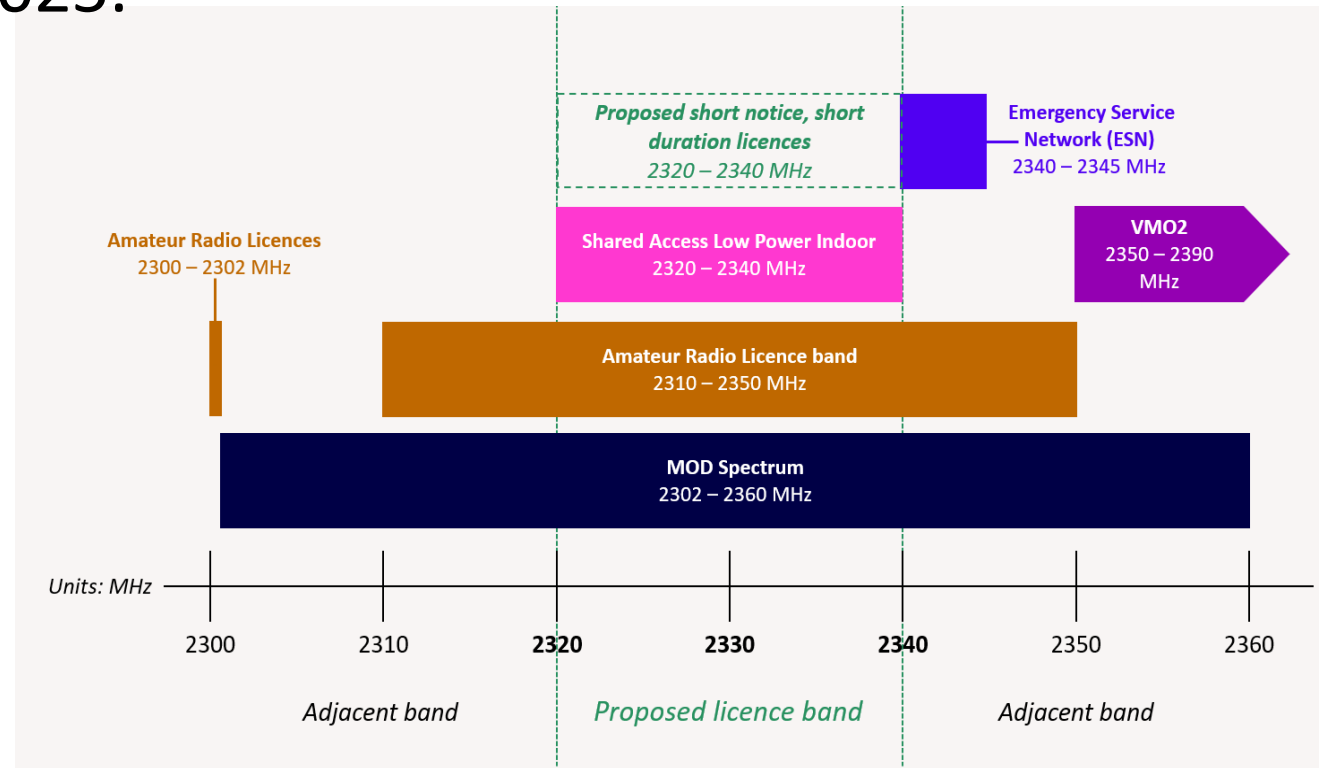 Proposed short notice, short
duration licences
2320 – 2340 MHz
Emergency Service
Network (ESN)
2340 – 2345 MHz
Amateur Radio Licences
2300 – 2302 MHz
Shared Access Low Power Indoor
2320 – 2340 MHz
VMO2
2350 – 2390
MHz
Amateur Radio Licence band
2310 – 2350 MHz
MOD Spectrum
2302 – 2360 MHz
Units: MHz
2300 2310 2320 2330 2340 2350 2360
Adjacent band Proposed licence band Adjacent band